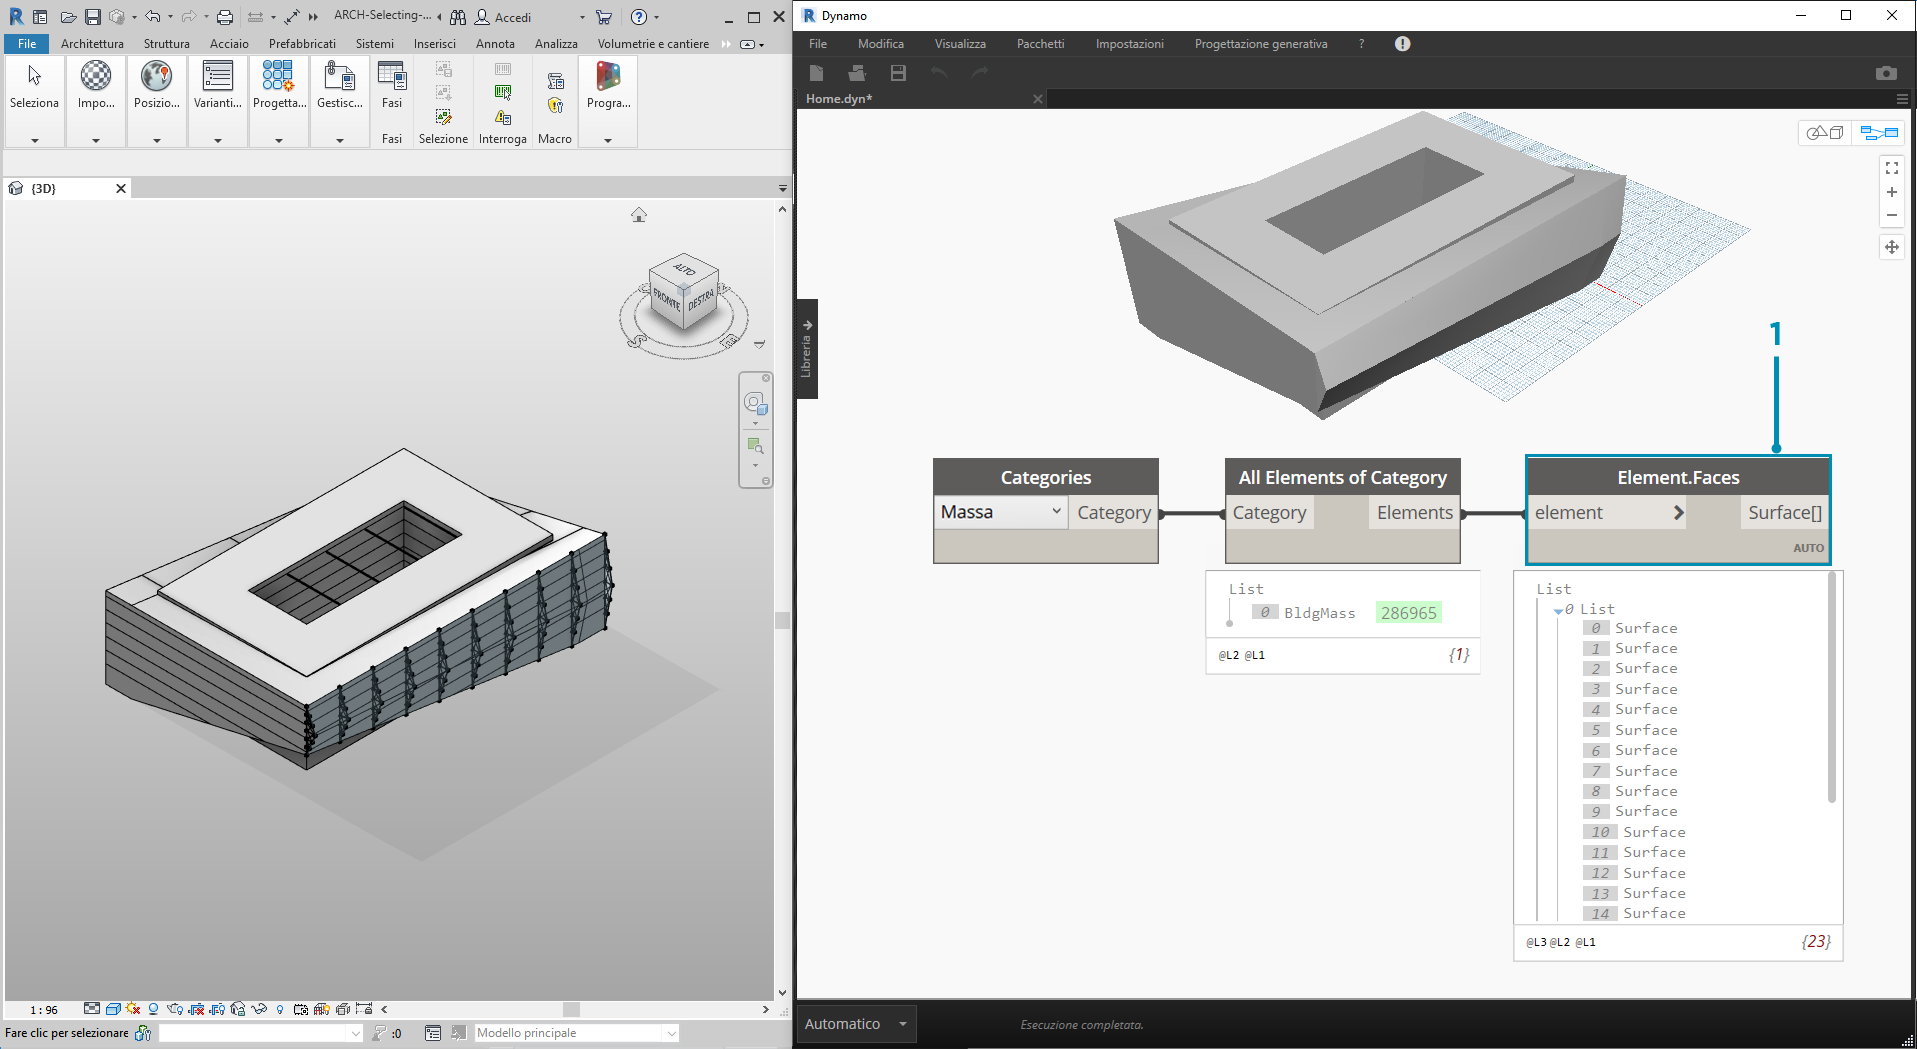 ARCH-Selecting-...
Accedi
File
Architettura
Struttura
Acciaio
Prefabbricati
Sistemi
Inserisci
Annota
Analizza
Volumetrie e cantiere
Seleziona
Impo...
Posizio...
Varianti...
Progetta...
Gestisc...
Fasi
Progra...
Fasi
Selezione
Interroga
Macro
{3D}
ALTO
FRONTE
DESTRA
1 : 96
Fare clic per selezionare
:0
Modello principale
Dynamo
File
Modifica
Visualizza
Pacchetti
Impostazioni
Progettazione generativa
?
Home.dyn*
Libreria
1
Categories
Massa
Category
All Elements of Category
Category
Elements
Element.Faces
element
Surface[]
AUTO
List
0 BldgMass 286965
@L2 @L1 {1}
List
0 List
0 Surface
1 Surface
2 Surface
3 Surface
4 Surface
5 Surface
6 Surface
7 Surface
8 Surface
9 Surface
10 Surface
11 Surface
12 Surface
13 Surface
14 Surface
@L3 @L2 @L1 {23}
Automatico
Esecuzione completata.